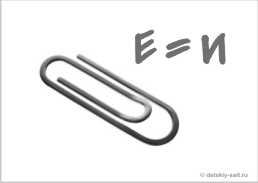 Е = И
© detskiy-sait.ru